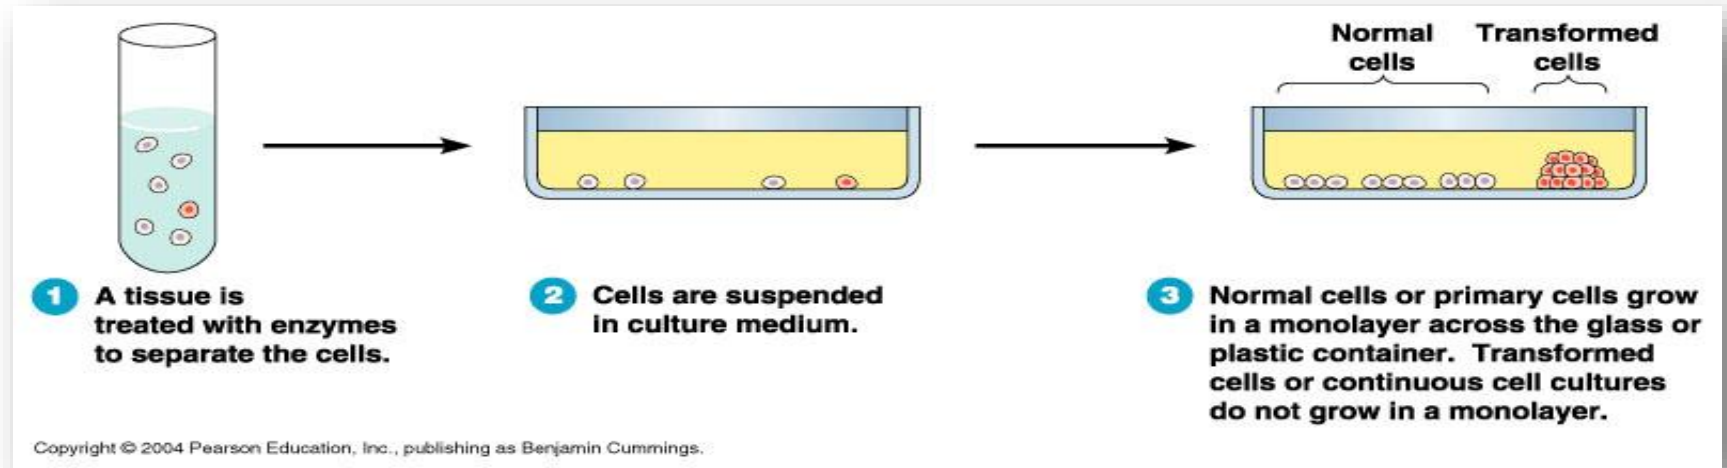 Normal cells
Transformed cells
1 A tissue is
treated with enzymes
to separate the cells.
2 Cells are suspended
in culture medium.
3 Normal cells or primary cells grow
in a monolayer across the glass or
plastic container. Transformed
cells or continuous cell cultures
do not grow in a monolayer.
Copyright © 2004 Pearson Education, Inc., publishing as Benjamin Cummings.